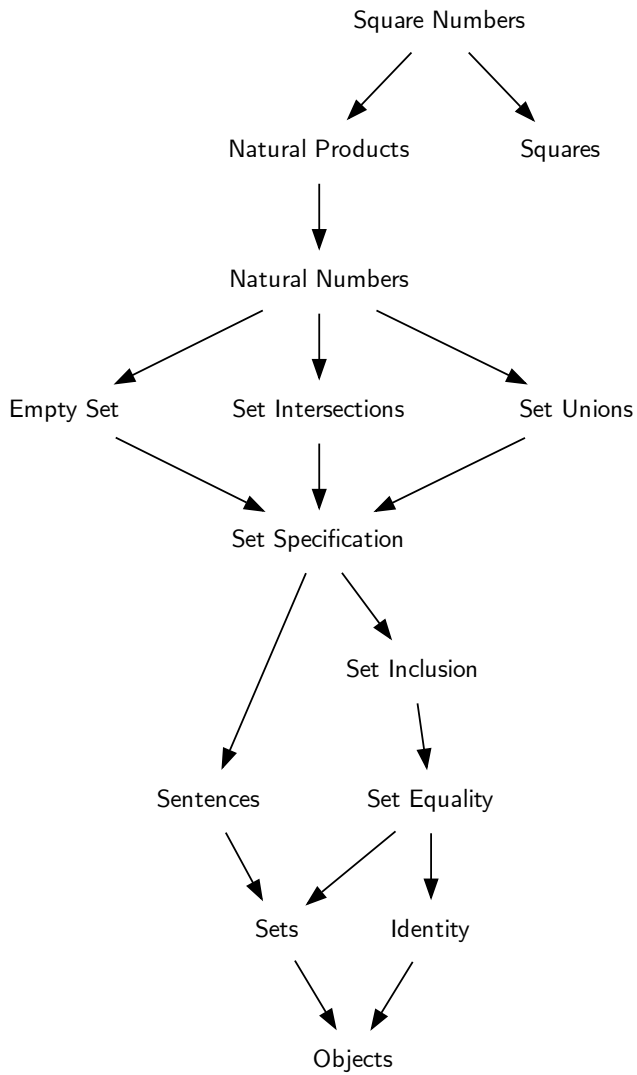 Square Numbers
Natural Products
Squares
Natural Numbers
Empty Set
Set Intersections
Set Unions
Set Specification
Set Inclusion
Sentences
Set Equality
Sets
Identity
Objects